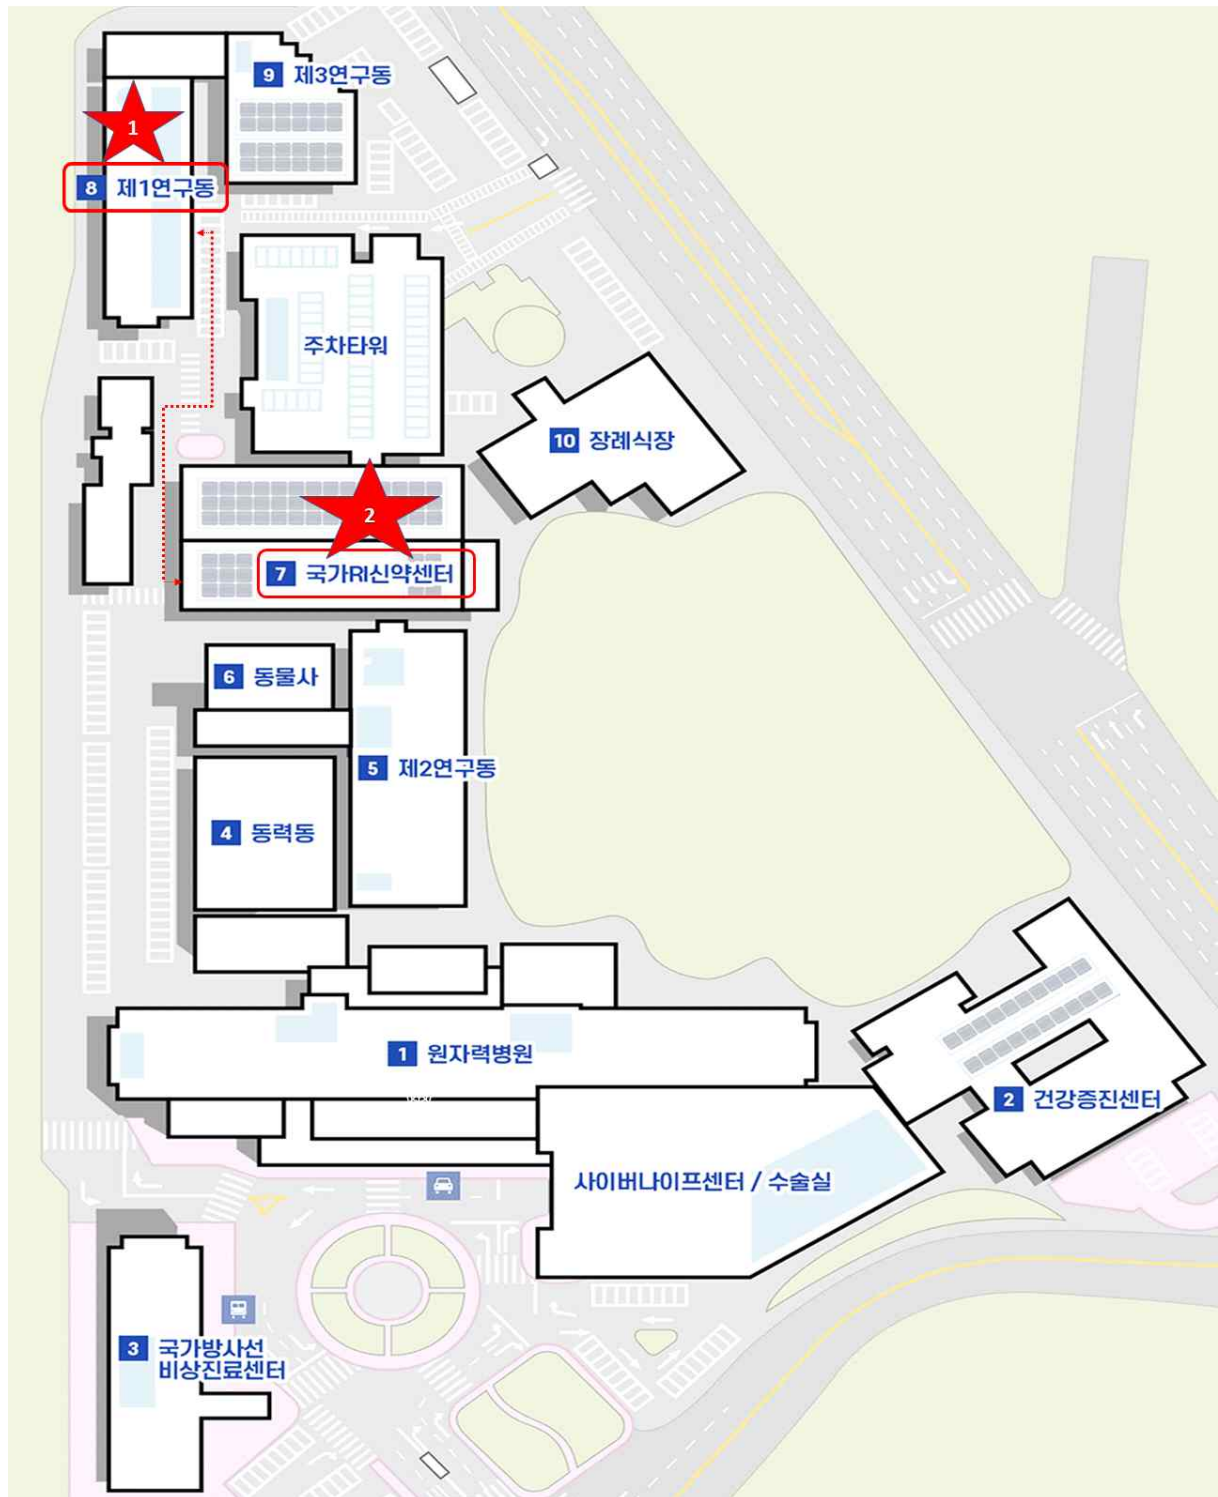 9 제3연구동
1
8 제1연구동
주차타워
10 장례식장
2
7 국가RI신약센터
6 동물사
5 제2연구동
4 동력동
1 원자력병원
2 건강증진센터
사이버나이프센터 / 수술실
3 국가방사선
비상진료센터